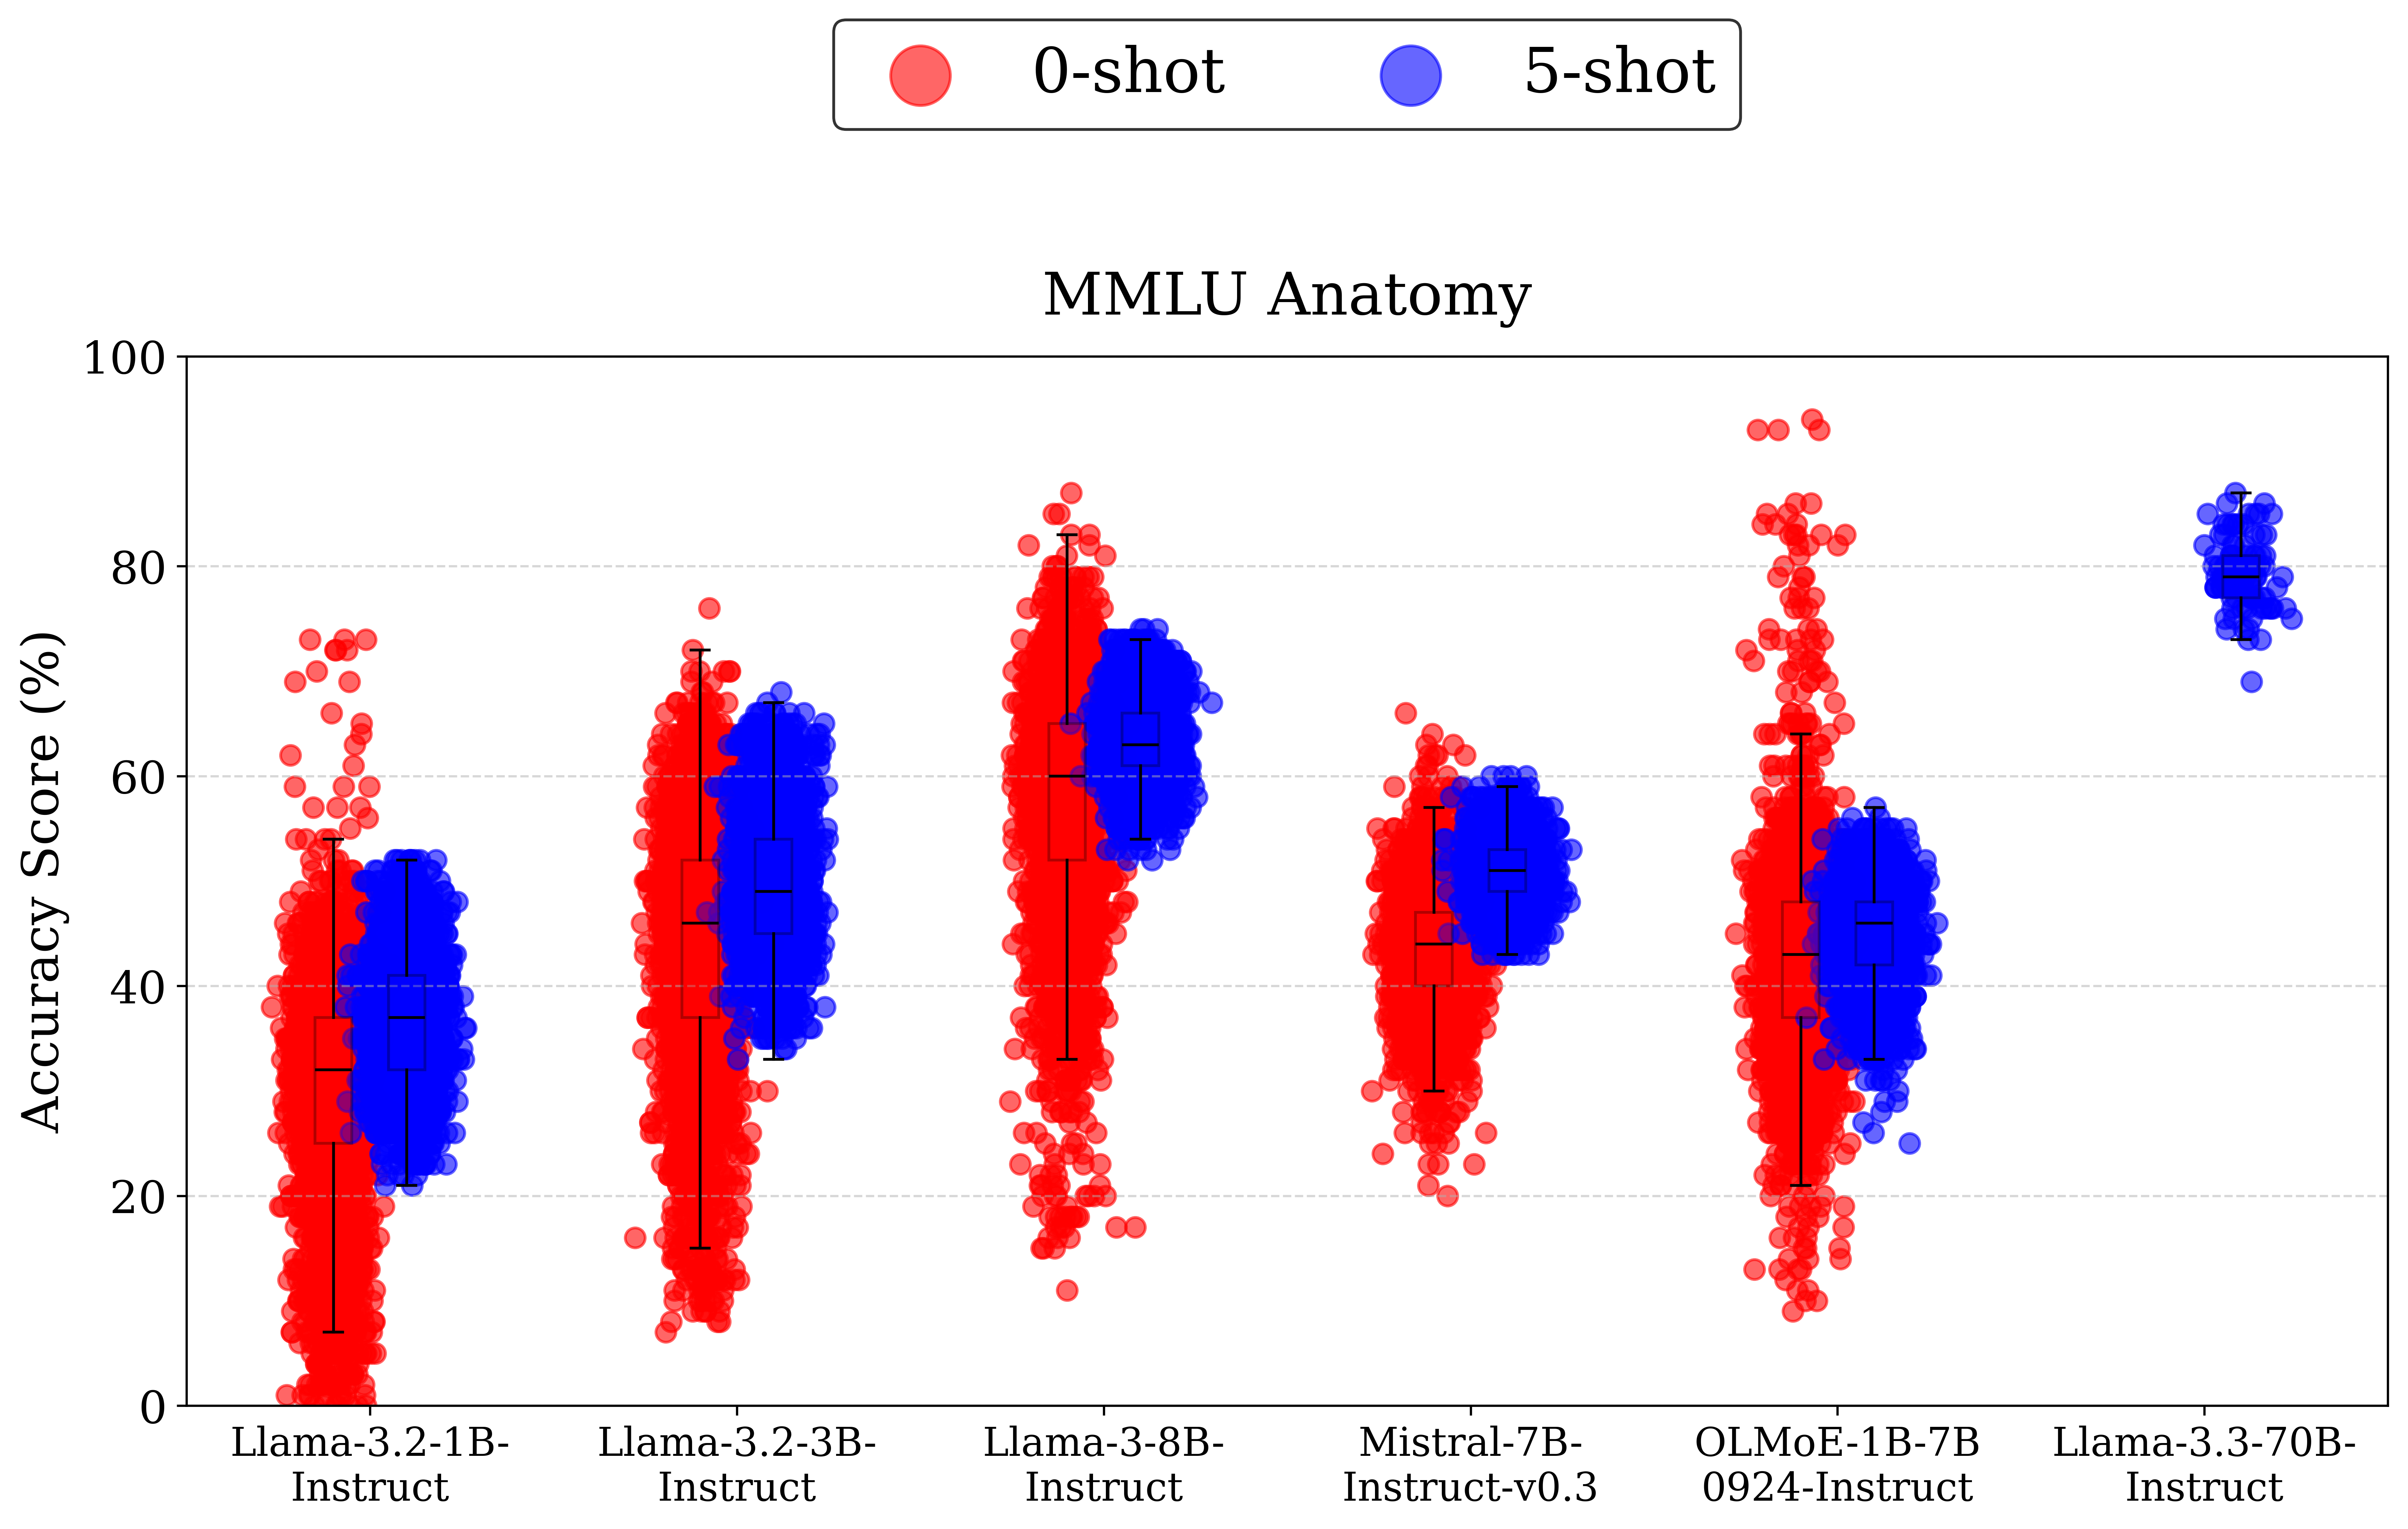 0-shot 5-shot
MMLU Anatomy
Accuracy Score (%)
100
80
60
40
20
0
Llama-3.2-1B-
Instruct
Llama-3.2-3B-
Instruct
Llama-3-8B-
Instruct
Mistral-7B-
Instruct-v0.3
OLMoE-1B-7B
0924-Instruct
Llama-3.3-70B-
Instruct